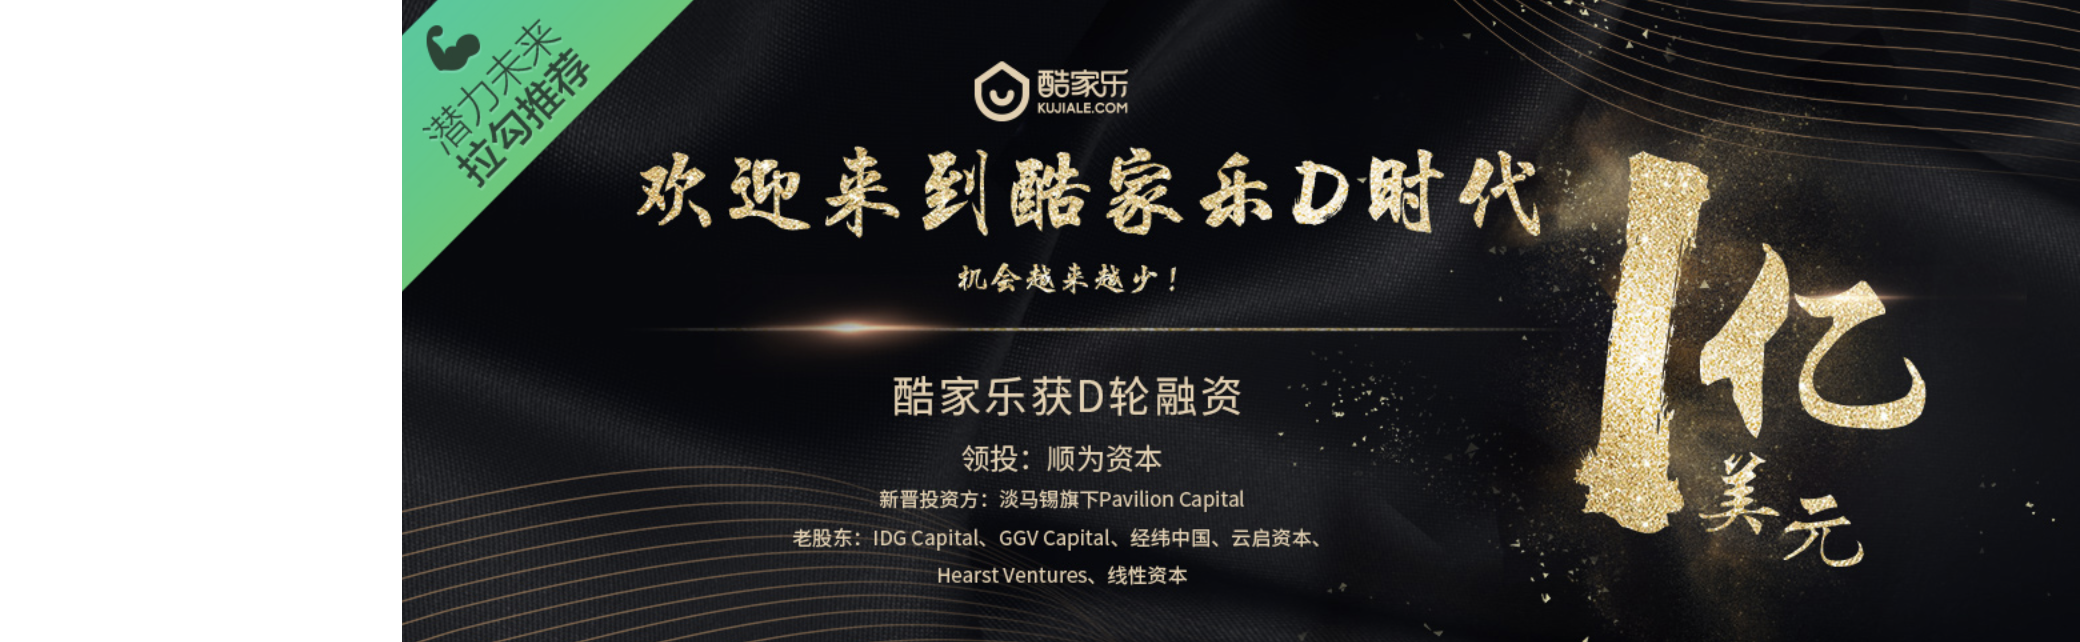 潜力未来
拉勾推荐
酷家乐
KUJIALE.COM
欢迎来到酷家乐D时代
机会越来越少！
1亿
美元
酷家乐获D轮融资
领投：顺为资本
新晋投资方：淡马锡旗下Pavilion Capital
老股东：IDG Capital、GGV Capital、经纬中国、云启资本、
Hearst Ventures、线性资本